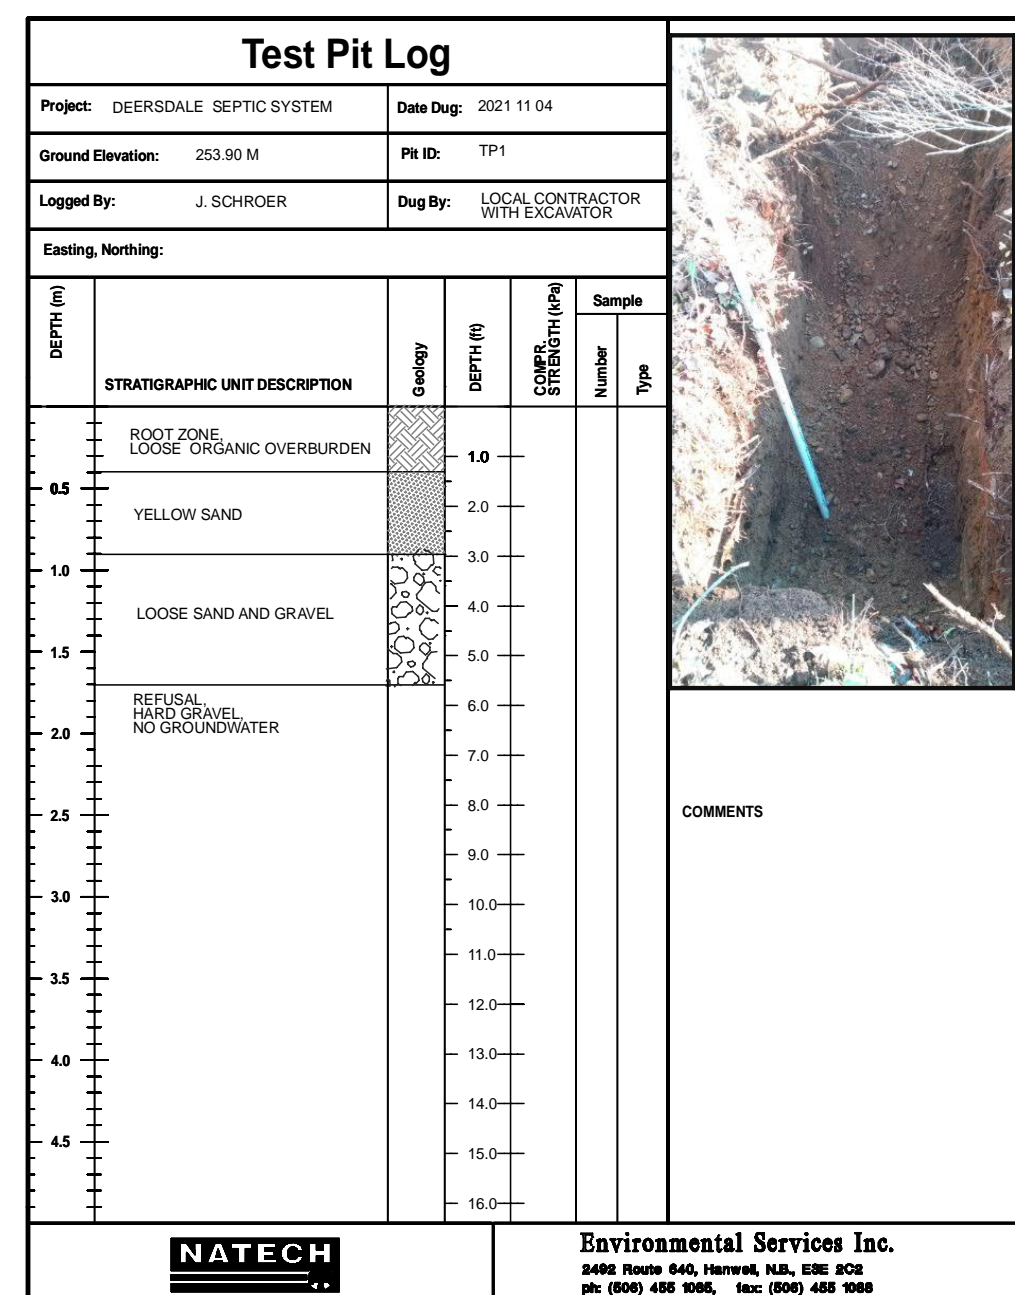 Test Pit Log
Project: DEERSDALE SEPTIC SYSTEM
Date Dug: 2021 11 04
Ground Elevation: 253.90 M
Pit ID: TP1
Logged By: J. SCHROER
Dug By: LOCAL CONTRACTOR
WITH EXCAVATOR
Easting, Northing:
DEPTH (m)
STRATIGRAPHIC UNIT DESCRIPTION
Geology
DEPTH (ft)
COMPR.
STRENGTH (kPa)
Sample
Number
Type
ROOT ZONE,
LOOSE ORGANIC OVERBURDEN
1.0
0.5
YELLOW SAND
2.0
3.0
1.0
LOOSE SAND AND GRAVEL
4.0
1.5
5.0
REFUSAL,
HARD GRAVEL,
NO GROUNDWATER
6.0
2.0
7.0
2.5
8.0
COMMENTS
9.0
3.0
10.0
11.0
3.5
12.0
4.0
13.0
14.0
4.5
15.0
16.0
NATECH
Environmental Services Inc.
2492 Route 640, Hanwell, N.B., E3E 2C2
ph: (506) 455 1085, fax: (506) 455 1088